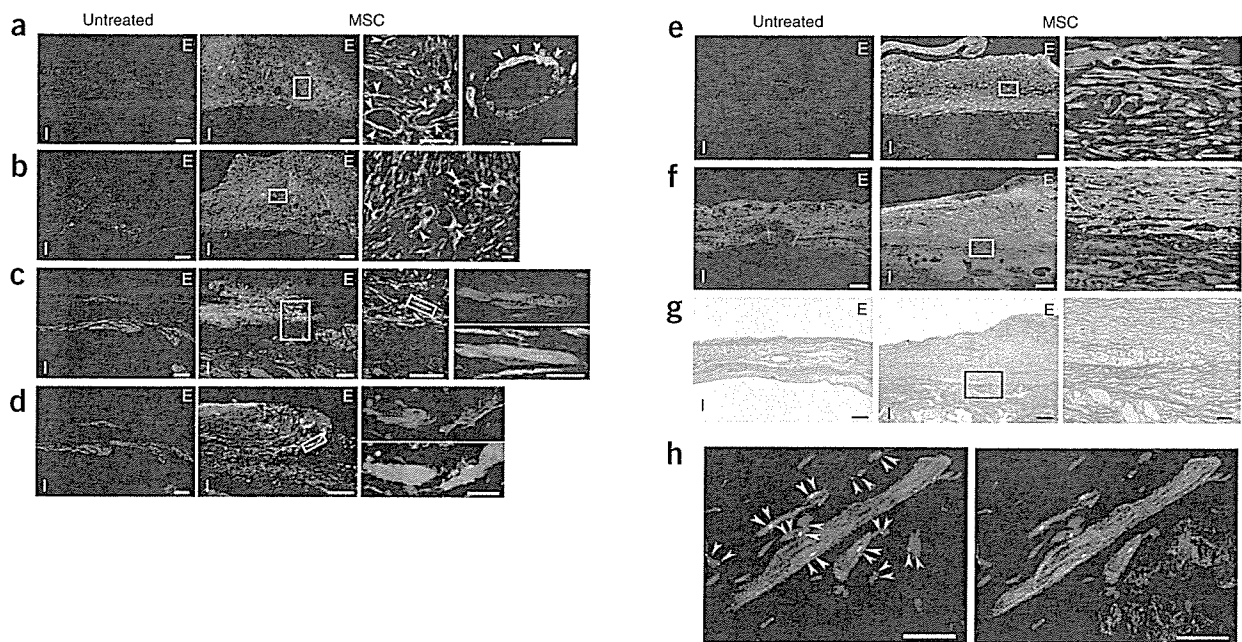 Untreated MSC
a E E
I I
b E E
I I
c E E
I I
d E E
I I
Untreated MSC
e E E
I I
f E E
I I
g E E
I I
h